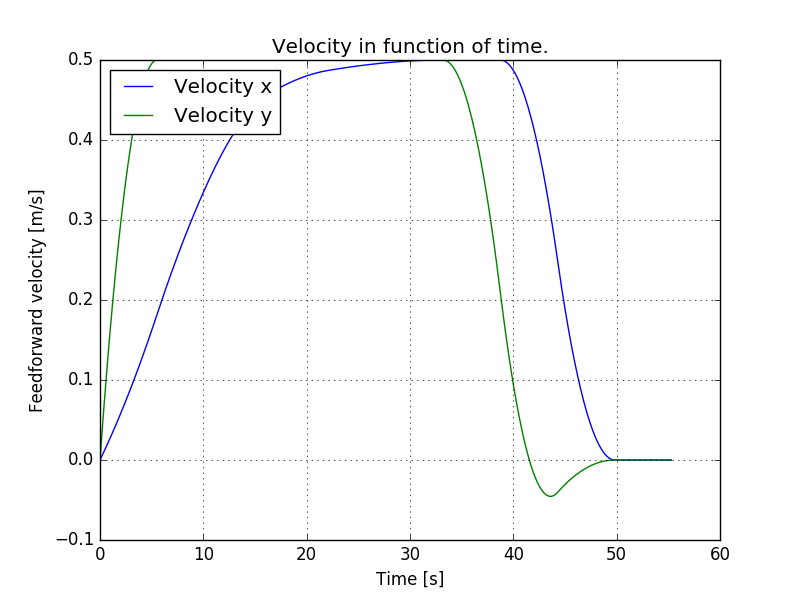 Velocity in function of time.
Velocity x
Velocity y
Feedforward velocity [m/s]
0.5
0.4
0.3
0.2
0.1
0.0
−0.1
0 10 20 30 40 50 60
Time [s]